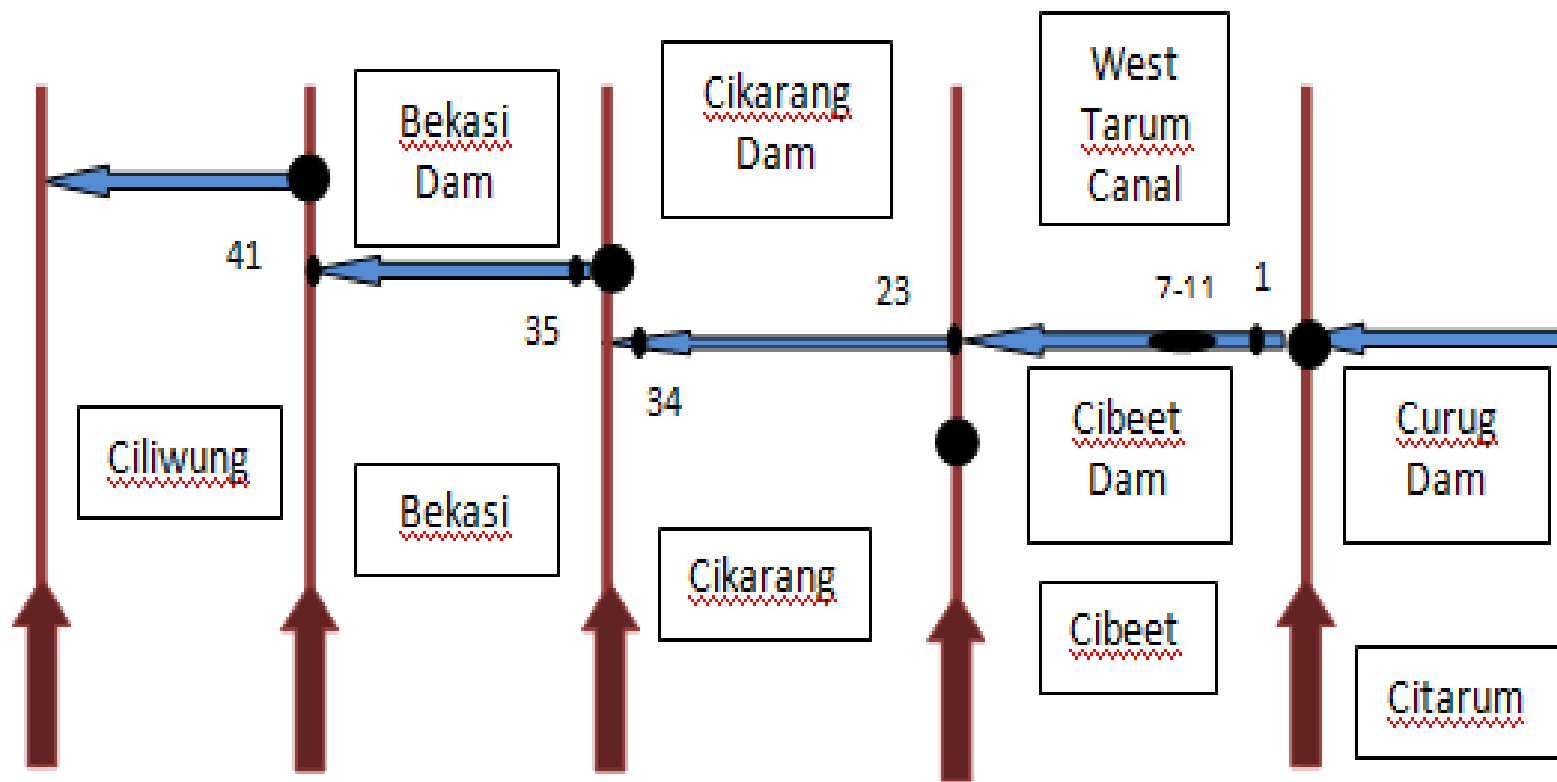 West
Tarum
Canal
Cikarang
Dam
Bekasi
Dam
41
23
7-11
1
35
34
Ciliwung
Bekasi
Cikarang
Cibeet
Dam
Curug
Dam
Cibeet
Citarum